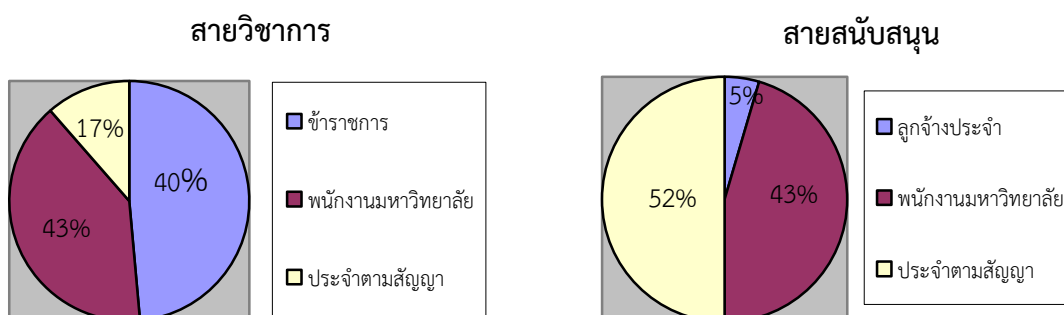 สายวิชาการ
17%
40%
43%
ข้าราชการ
พนักงานมหาวิทยาลัย
ประจำตามสัญญา
สายสนับสนุน
5%
52%
43%
ลูกจ้างประจำ
พนักงานมหาวิทยาลัย
ประจำตามสัญญา